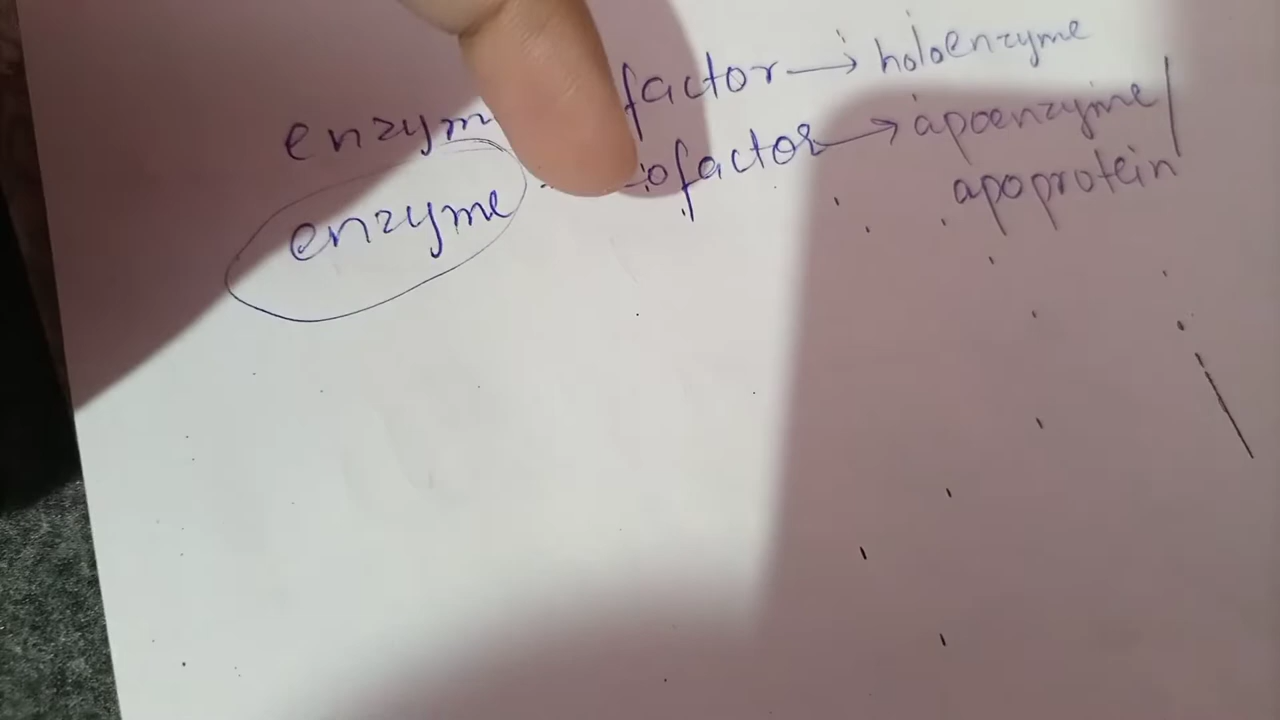 enzym factor → holoenzyme
enzyme - ofactor → apoenzyme/
apoprotein